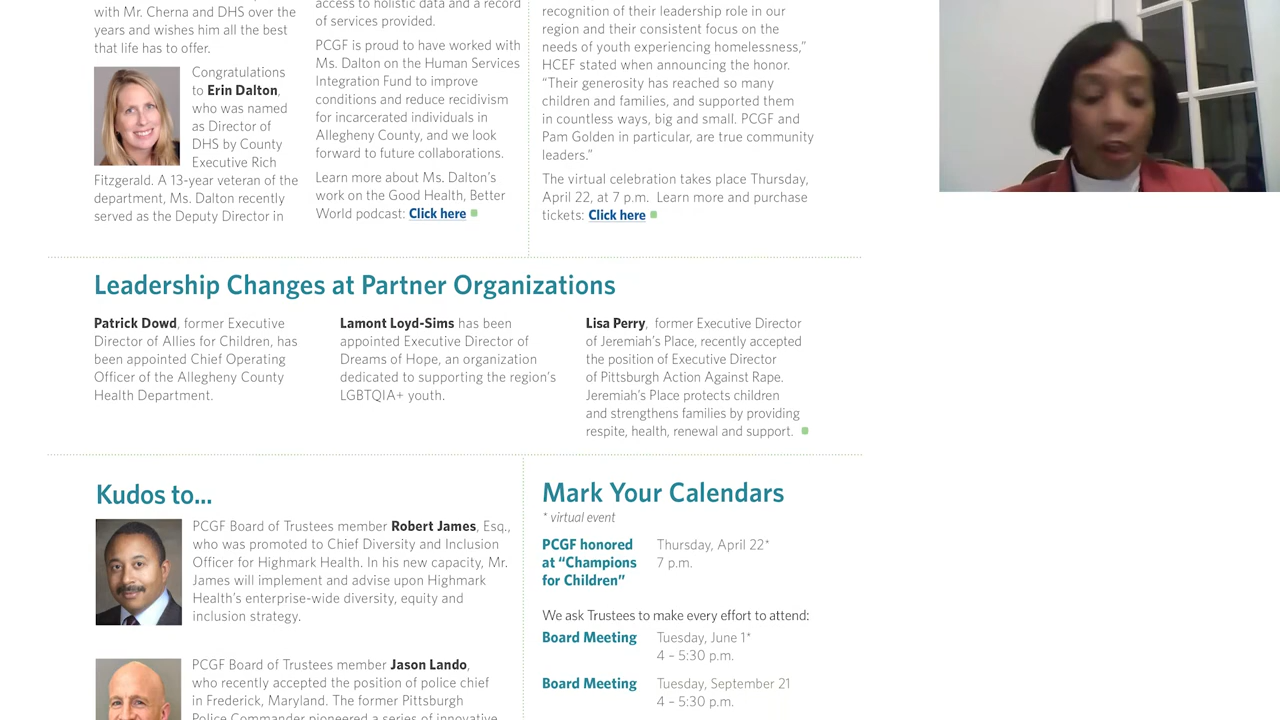 with Mr. Cherna and DHS over the
years and wishes him all the best
that life has to offer.
Congratulations
to Erin Dalton,
who was named
as Director of
DHS by County
Executive Rich
Fitzgerald. A 13-year veteran of the
department, Ms. Dalton recently
served as the Deputy Director in
access to holistic data and a record
of services provided.
PCGF is proud to have worked with
Ms. Dalton on the Human Services
Integration Fund to improve
conditions and reduce recidivism
for incarcerated individuals in
Allegheny County, and we look
forward to future collaborations.
Learn more about Ms. Dalton's
work on the Good Health, Better
World podcast: Click here
recognition of their leadership role in our
region and their consistent focus on the
needs of youth experiencing homelessness,”
HCEF stated when announcing the honor.
“Their generosity has reached so many
children and families, and supported them
in countless ways, big and small. PCGF and
Pam Golden in particular, are true community
leaders.”
The virtual celebration takes place Thursday,
April 22, at 7 p.m. Learn more and purchase
tickets: Click here
Leadership Changes at Partner Organizations
Patrick Dowd, former Executive
Director of Allies for Children, has
been appointed Chief Operating
Officer of the Allegheny County
Health Department.
Lamont Loyd-Sims has been
appointed Executive Director of
Dreams of Hope, an organization
dedicated to supporting the region's
LGBTQIA+ youth.
Lisa Perry, former Executive Director
of Jeremiah's Place, recently accepted
the position of Executive Director
of Pittsburgh Action Against Rape.
Jeremiah's Place protects children
and strengthens families by providing
respite, health, renewal and support.
Kudos to...
PCGF Board of Trustees member Robert James, Esq.,
who was promoted to Chief Diversity and Inclusion
Officer for Highmark Health. In his new capacity, Mr.
James will implement and advise upon Highmark
Health's enterprise-wide diversity, equity and
inclusion strategy.
PCGF Board of Trustees member Jason Lando,
who recently accepted the position of police chief
in Frederick, Maryland. The former Pittsburgh
Police Commander pioneered a series of innovative
Mark Your Calendars
* virtual event
PCGF honored
at “Champions
for Children”
Thursday, April 22*
7 p.m.
We ask Trustees to make every effort to attend:
Board Meeting
Tuesday, June 1*
4 – 5:30 p.m.
Board Meeting
Tuesday, September 21
4 – 5:30 p.m.